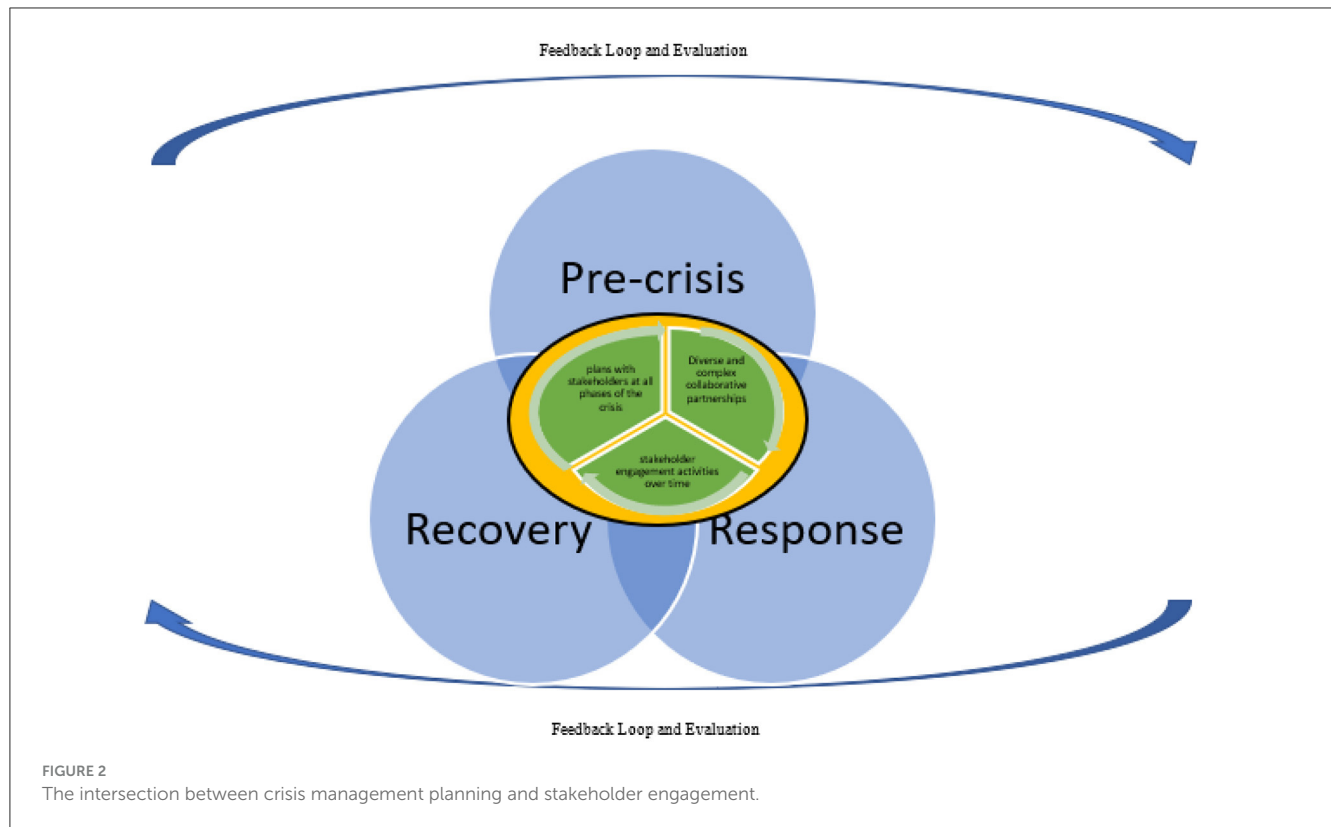 Feedback Loop and Evaluation
Pre-crisis
plans with
stakeholders at all
phases of the
crisis
Diverse and
complex
collaborative
partnerships
stakeholder
engagement activities
over time
Recovery
Response
Feedback Loop and Evaluation
FIGURE 2
The intersection between crisis management planning and stakeholder engagement.